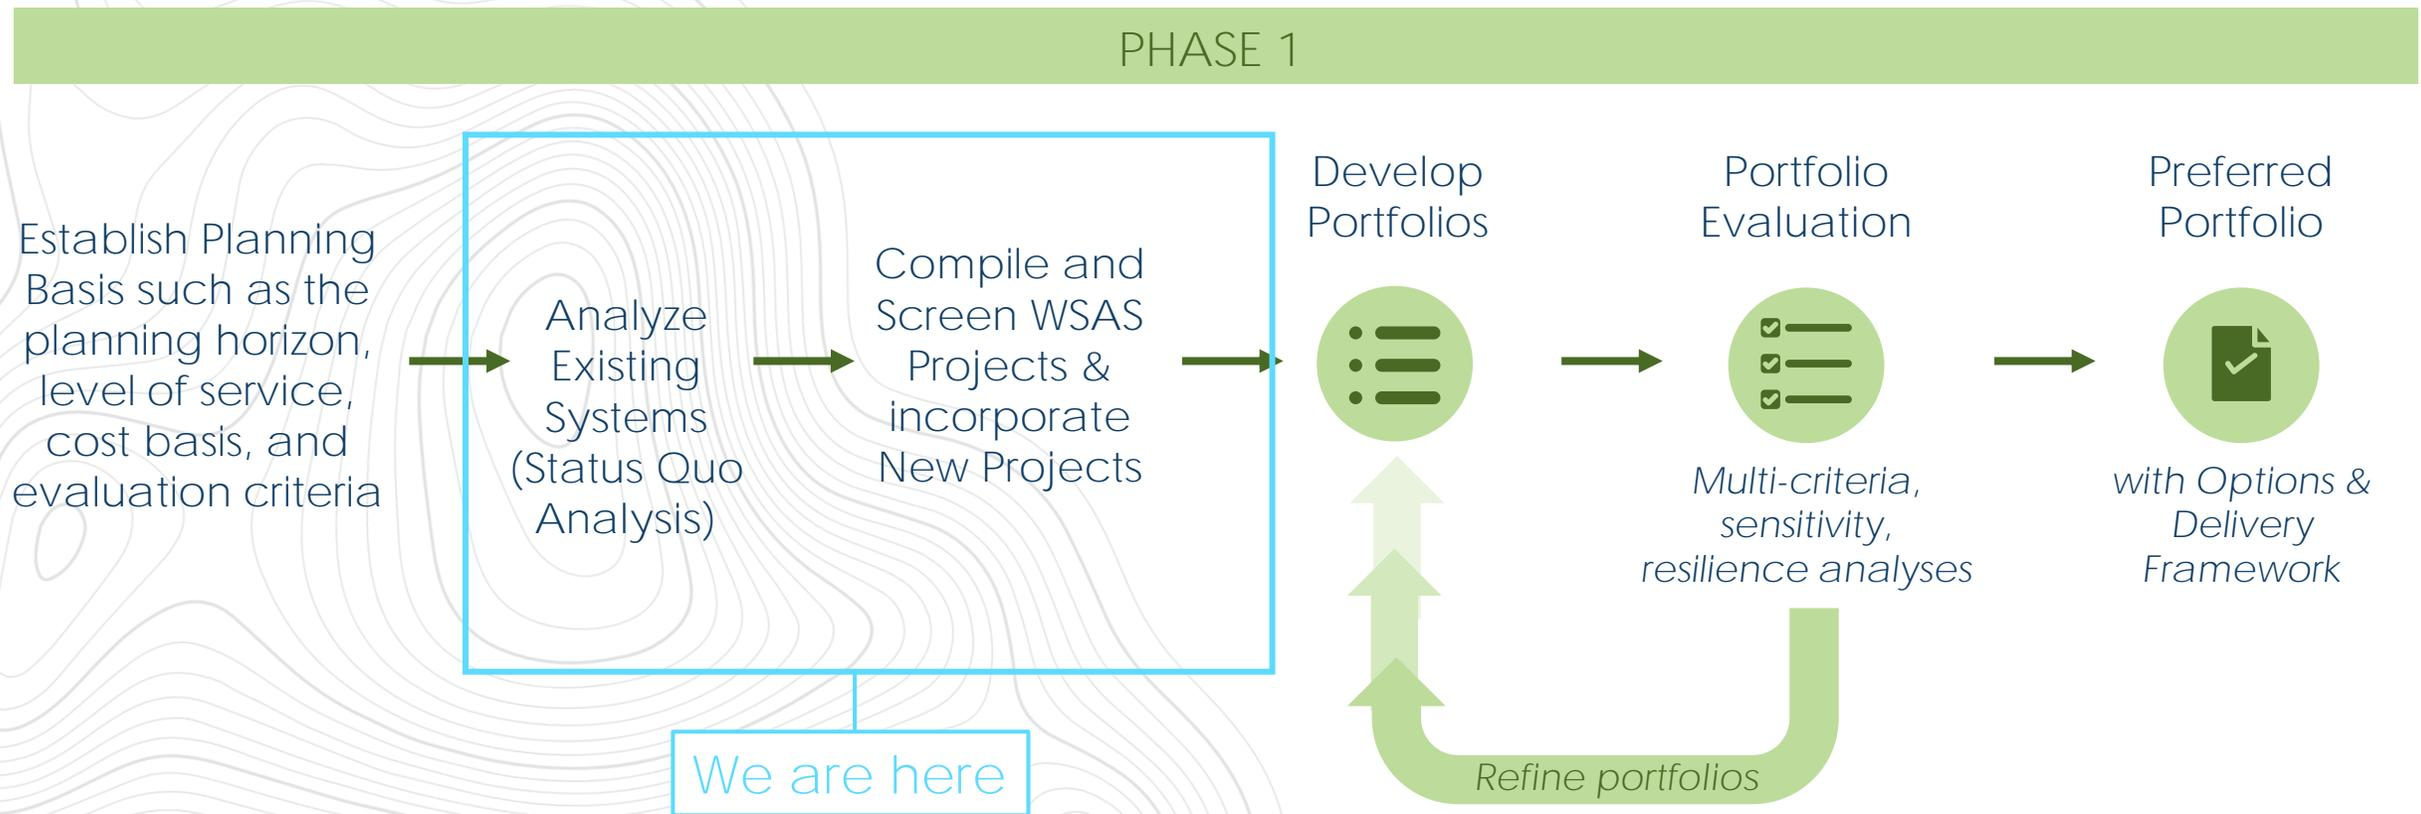 PHASE 1
Establish Planning
Basis such as the
planning horizon,
level of service,
cost basis, and
evaluation criteria
Analyze
Existing
Systems
(Status Quo
Analysis)
Compile and
Screen WSAS
Projects &
incorporate
New Projects
We are here
Develop
Portfolios
Portfolio
Evaluation
Multi-criteria,
sensitivity,
resilience analyses
Refine portfolios
Preferred
Portfolio
with Options &
Delivery
Framework